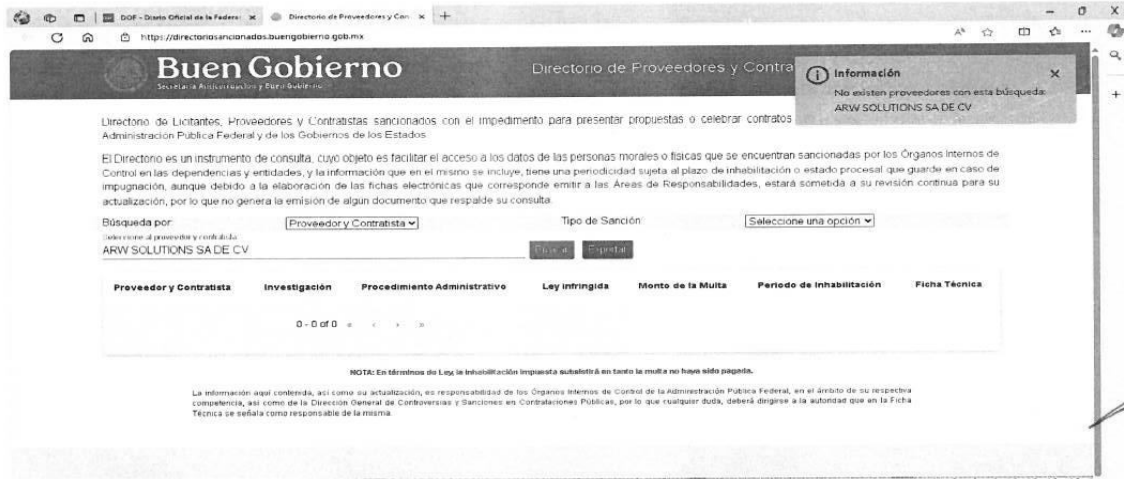 DOF - Diario Oficial de la Federa
Directorio de Proveedores y Con
https://directoriosancionados.buengobierno.gob.mx
Buen Gobierno
Secretaría Anticorrupción y Buen Gobierno
Directorio de Proveedores y Contra
Información
No existen proveedores con esta búsqueda:
ARW SOLUTIONS SA DE CV
Directorio de Licitantes, Proveedores y Contratistas sancionados con el impedimento para presentar propuestas o celebrar contratos
Administración Pública Federal y de los Gobiernos de los Estados
El Directorio es un instrumento de consulta, cuyo objeto es facilitar el acceso a los datos de las personas morales o físicas que se encuentran sancionadas por los Órganos Internos de
Control en las dependencias y entidades, y la información que en el mismo se incluye, tiene una periodicidad sujeta al plazo de inhabilitación o estado procesal que guarde en caso de
impugnación, aunque debido a la elaboración de las fichas electrónicas que corresponde emitir a las Áreas de Responsabilidades, estará sometida a su revisión continua para su
actualización, por lo que no genera la emisión de algún documento que respalde su consulta.
Búsqueda por: Proveedor y Contratista Tipo de Sanción: Seleccione una opción
Seleccione al proveedor y contratista
ARW SOLUTIONS SA DE CV Buscar Exportar
Proveedor y Contratista Investigación Procedimiento Administrativo Ley infringida Monto de la Multa Periodo de Inhabilitación Ficha Técnica
0 - 0 of 0 « ‹ › »
NOTA: En términos de Ley, la inhabilitación impuesta subsistirá en tanto la multa no haya sido pagada.
La información aquí contenida, así como su actualización, es responsabilidad de los Órganos Internos de Control de la Administración Pública Federal, en el ámbito de su respectiva
competencia, así como de la Dirección General de Controversias y Sanciones en Contrataciones Públicas, por lo que cualquier duda, deberá dirigirse a la autoridad que en la Ficha
Técnica se señala como responsable de la misma.